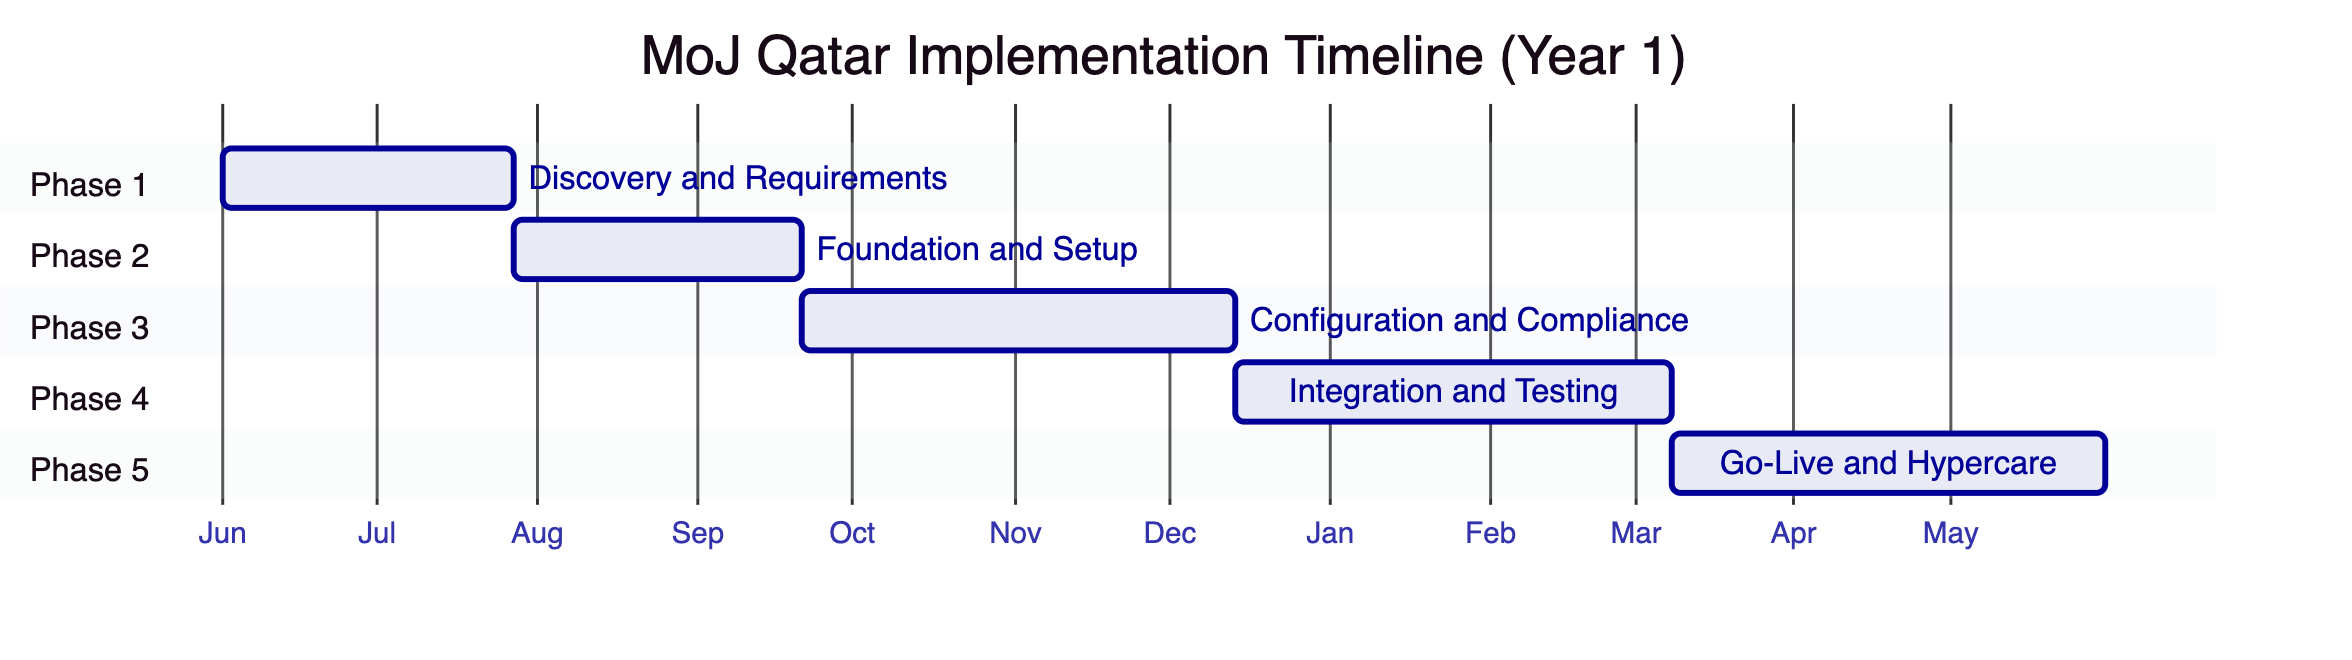 MoJ Qatar Implementation Timeline (Year 1)
Phase 1
Discovery and Requirements
Phase 2
Foundation and Setup
Phase 3
Configuration and Compliance
Phase 4
Integration and Testing
Phase 5
Go-Live and Hypercare
Jun Jul Aug Sep Oct Nov Dec Jan Feb Mar Apr May